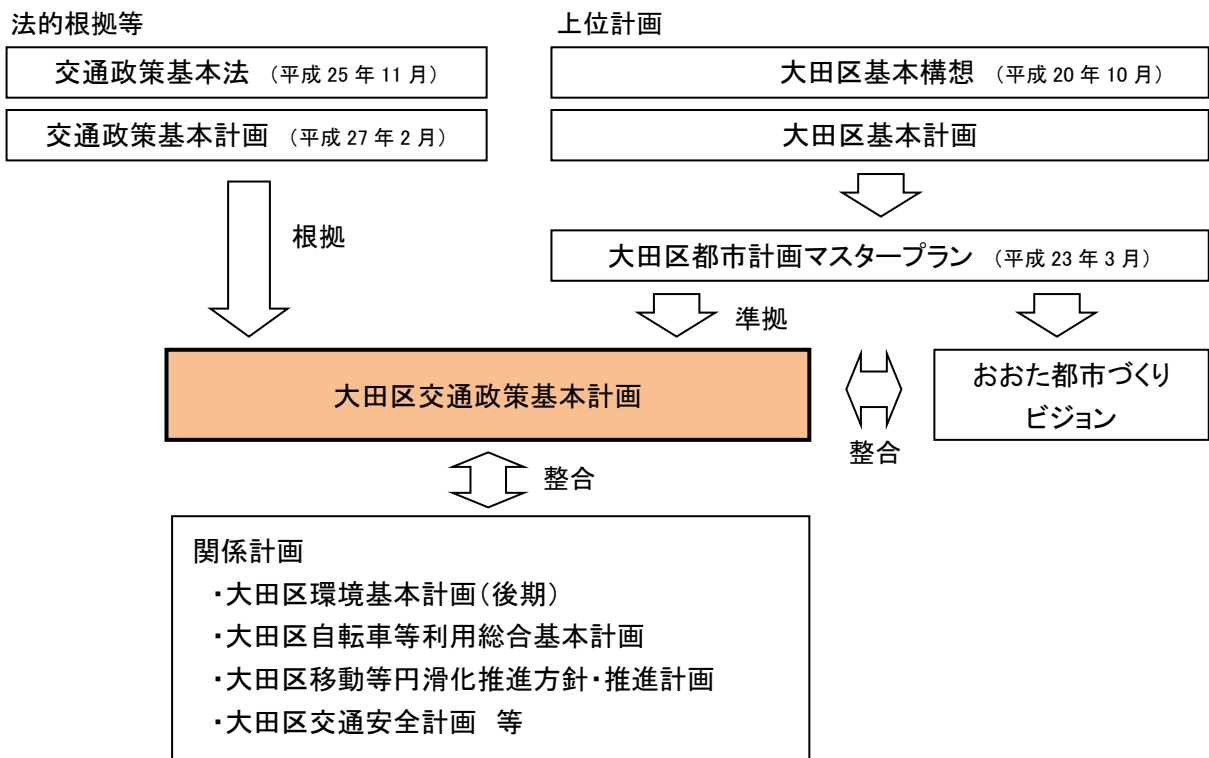 法的根拠等
交通政策基本法 （平成 25 年 11 月）
交通政策基本計画 （平成 27 年 2 月）
根拠
上位計画
大田区基本構想 （平成 20 年 10 月）
大田区基本計画
大田区都市計画マスタープラン （平成 23 年 3 月）
準拠
大田区交通政策基本計画
整合
おおた都市づくり
ビジョン
整合
関係計画
・大田区環境基本計画（後期）
・大田区自転車等利用総合基本計画
・大田区移動等円滑化推進方針・推進計画
・大田区交通安全計画 等